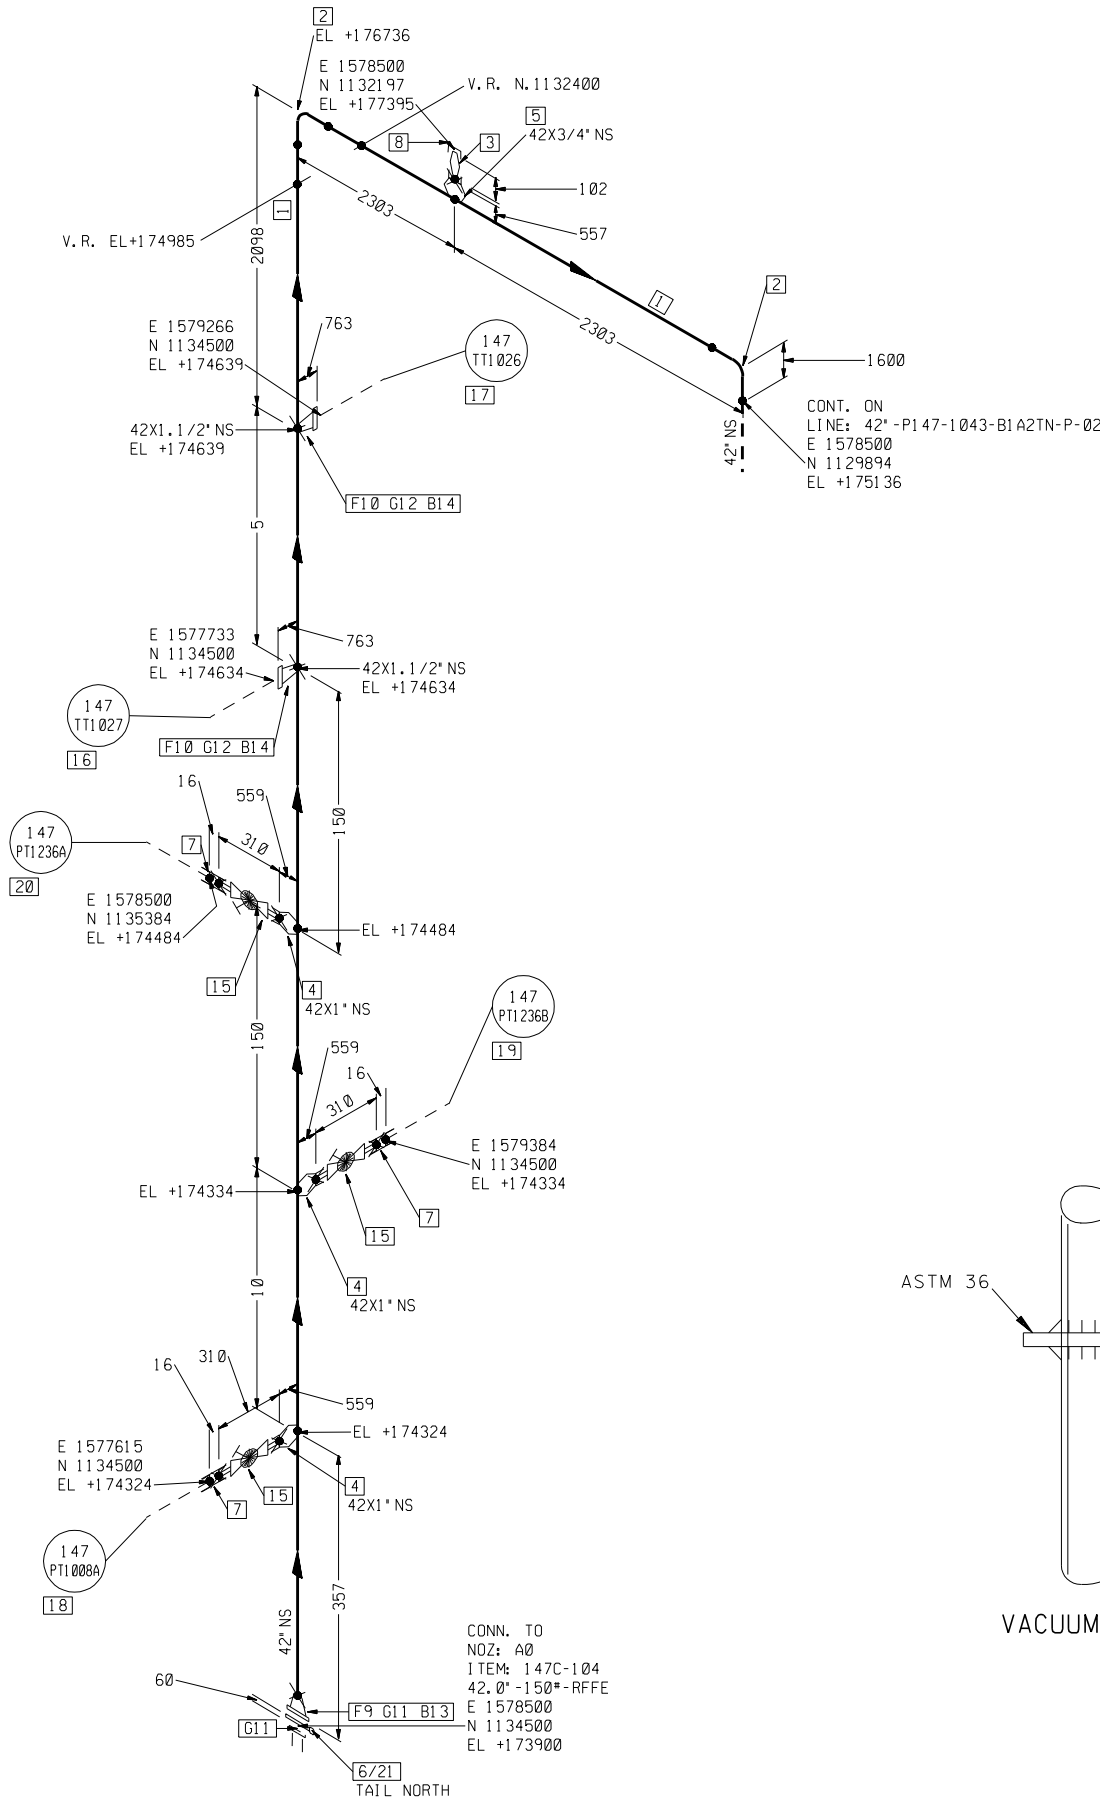 2
EL +176736
E 1578500
N 1132197
EL +177395
V.R. N.1132400
5
42X3/4" NS
8
3
102
557
2303
2098
1
V.R. EL+174985
2
1
2303
1600
CONT. ON
LINE: 42"-P147-1043-B1A2TN-P-02
E 1578500
N 1129894
EL +175136
42" NS
E 1579266
N 1134500
EL +174639
763
147
TT1026
17
42X1.1/2" NS
EL +174639
F10 G12 B14
5
E 1577733
N 1134500
EL +174634
763
42X1.1/2" NS
EL +174634
147
TT1027
16
F10 G12 B14
16
559
310
150
147
PT1236A
20
7
E 1578500
N 1135384
EL +174484
EL +174484
15
4
42X1" NS
150
147
PT1236B
19
559
16
310
E 1579384
N 1134500
EL +174334
EL +174334
7
15
4
42X1" NS
10
ASTM 36
310
16
559
EL +174324
E 1577615
N 1134500
EL +174324
7
15
4
42X1" NS
147
PT1008A
18
357
42" NS
VACUUM
CONN. TO
NOZ: A0
ITEM: 147C-104
42.0"-150#-RFFE
E 1578500
N 1134500
EL +173900
60
F9 G11 B13
G11
6/21
TAIL NORTH